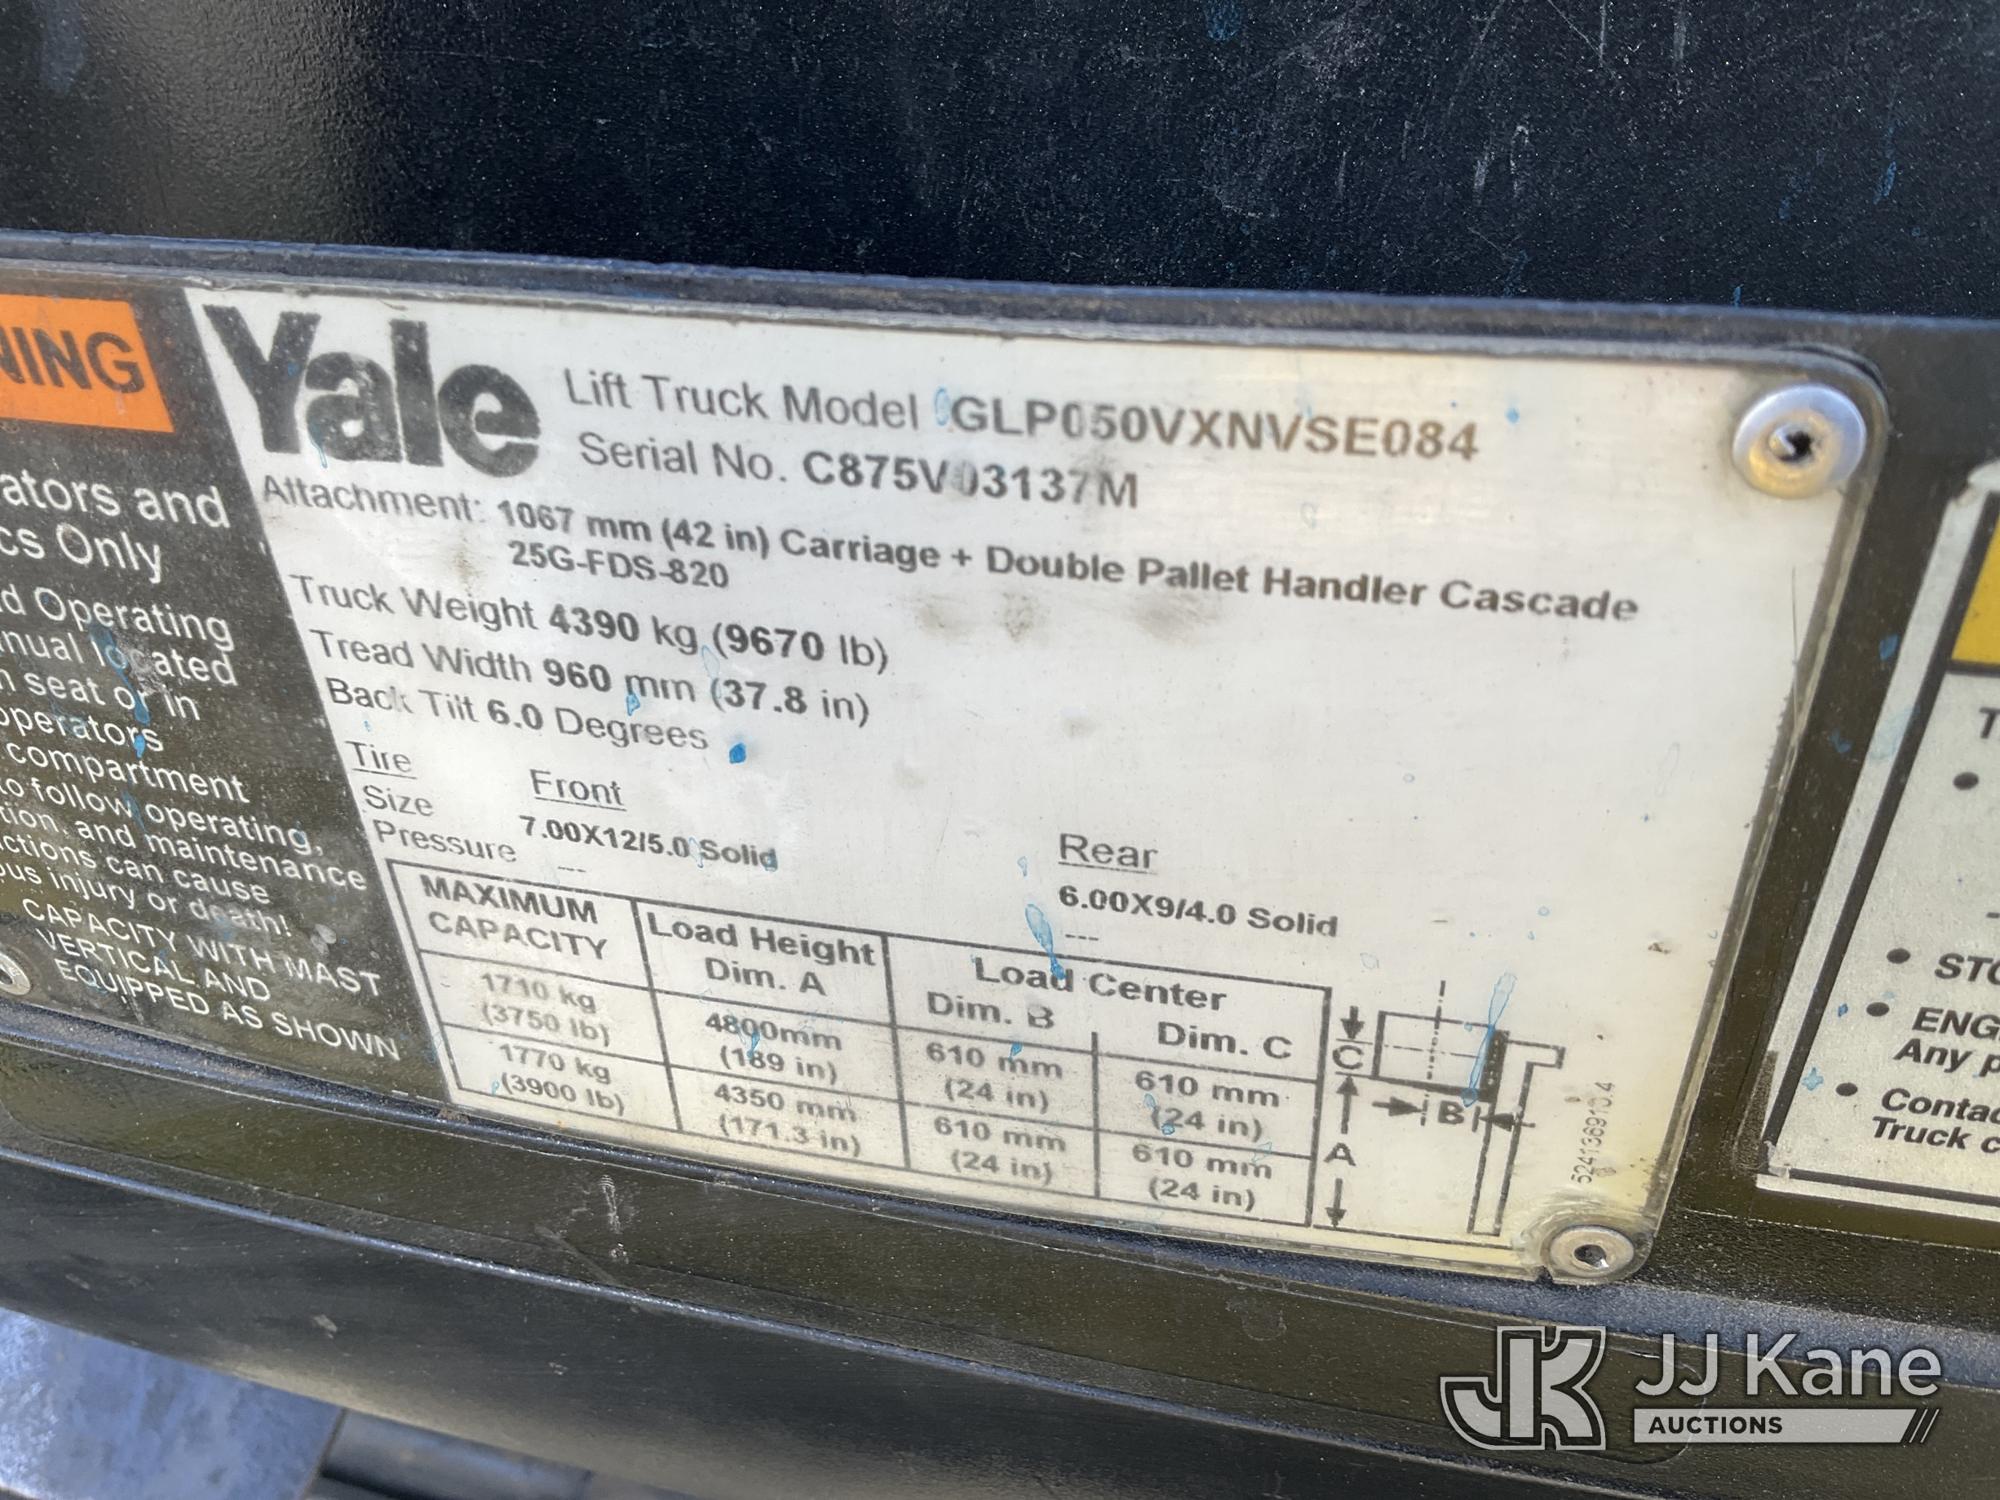 NING
ators and
cs Only
d Operating
nual located
n seat or in
operators
compartment
to follow operating,
tion, and maintenance
ctions can cause
ous injury or death!
CAPACITY WITH MAST
VERTICAL AND
EQUIPPED AS SHOWN
Yale
Lift Truck Model GLP050VXNVSE084
Serial No. C875V03137M
Attachment: 1067 mm (42 in) Carriage + Double Pallet Handler Cascade
25G-FDS-820
Truck Weight 4390 kg (9670 lb)
Tread Width 960 mm (37.8 in)
Back Tilt 6.0 Degrees
Tire Front Rear
Size 7.00X12/5.0 Solid 6.00X9/4.0 Solid
Pressure --- ---
MAXIMUM CAPACITY Load Height Dim. A Load Center
Dim. B Dim. C
1710 kg 4800mm 610 mm 610 mm
(3750 lb) (189 in) (24 in) (24 in)
1770 kg 4350 mm 610 mm 610 mm
(3900 lb) (171.3 in) (24 in) (24 in)
C
B
A
524136910.4
T
• STO
• ENG
Any p
• Contac
Truck c
JK JJ Kane
AUCTIONS